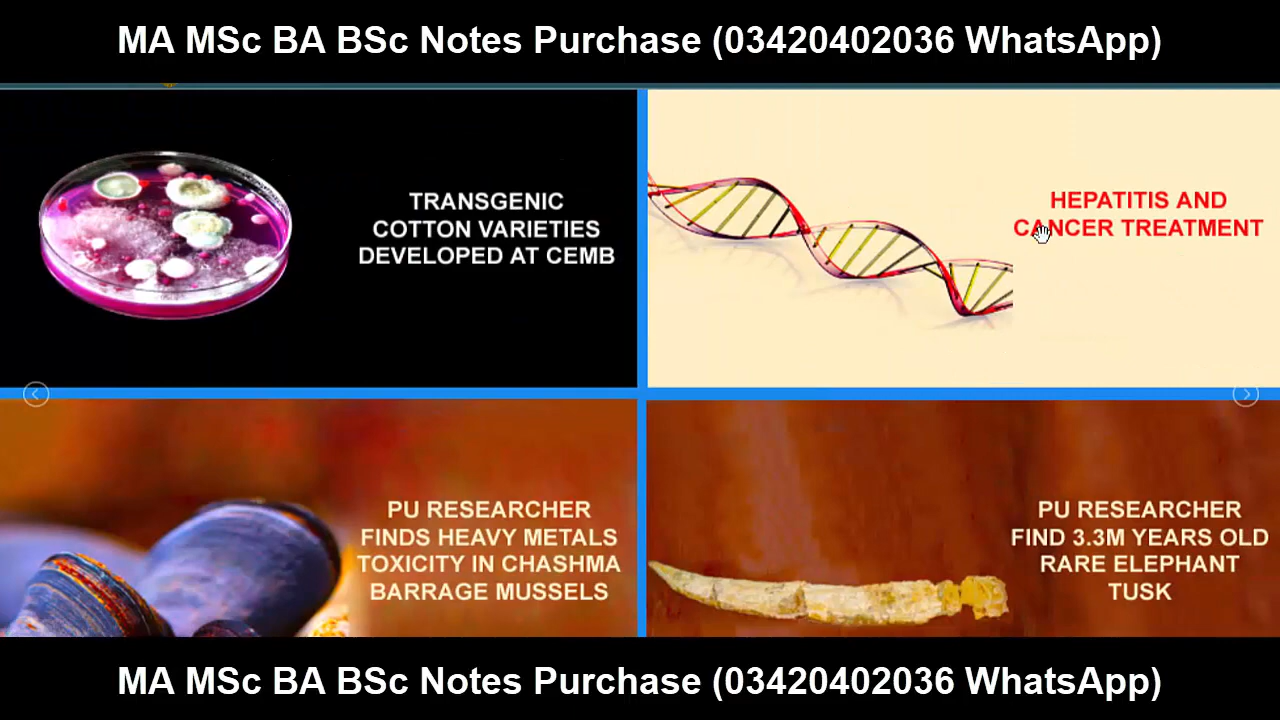 MA MSc BA BSc Notes Purchase (03420402036 WhatsApp)
TRANSGENIC
COTTON VARIETIES
DEVELOPED AT CEMB
HEPATITIS AND
CANCER TREATMENT
PU RESEARCHER
FINDS HEAVY METALS
TOXICITY IN CHASHMA
BARRAGE MUSSELS
PU RESEARCHER
FIND 3.3M YEARS OLD
RARE ELEPHANT
TUSK
MA MSc BA BSc Notes Purchase (03420402036 WhatsApp)